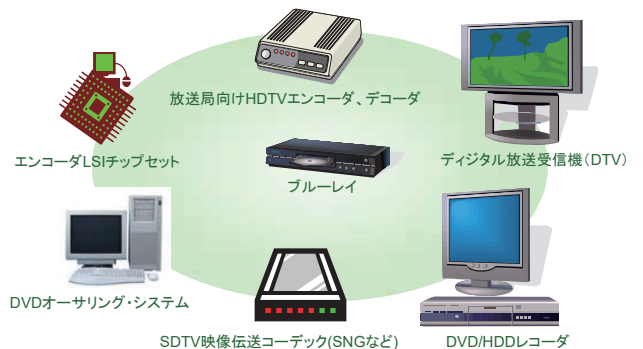 放送局向けHDTVエンコーダ、デコーダ
エンコーダLSIチップセット
ブルーレイ
ディジタル放送受信機(DTV)
DVDオーサリング・システム
SDTV映像伝送コーデック(SNGなど)
DVD/HDDレコーダ